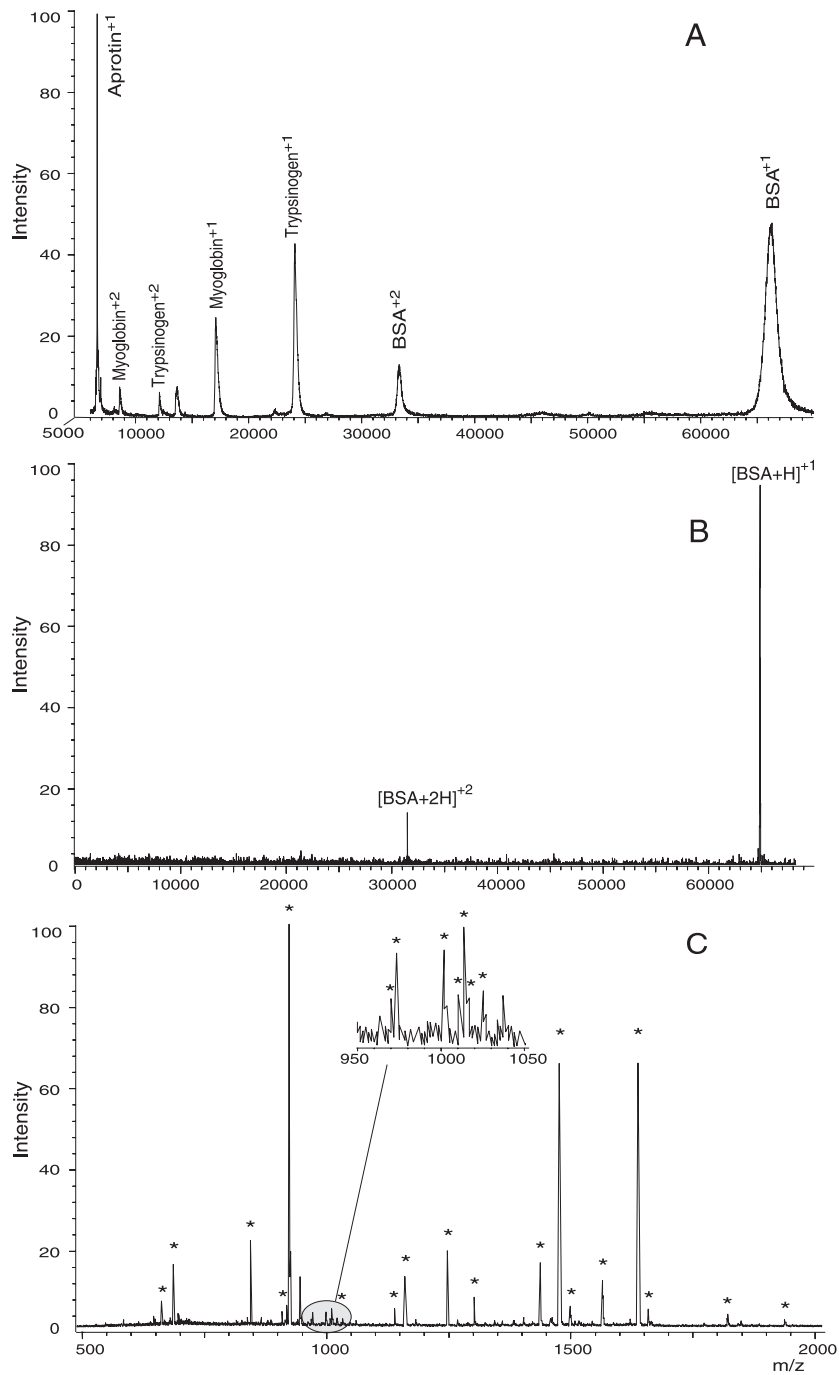 A
100
80
60
40
20
0
Intensity
Aprotin+1
Myoglobin+2
Trypsinogen+2
Myoglobin+1
Trypsinogen+1
BSA+2
BSA+1
5000 10000 20000 30000 40000 50000 60000
B
100
80
60
40
20
0
Intensity
[BSA+2H]+2
[BSA+H]+1
0 10000 20000 30000 40000 50000 60000
C
100
80
60
40
20
0
Intensity
* * * * * * * *
950 1000 1050
* * * * * * * * * * * * * * * * * *
500 1000 1500 2000
m/z